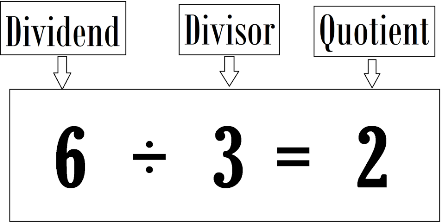 Dividend Divisor Quotient
6 ÷ 3 = 2